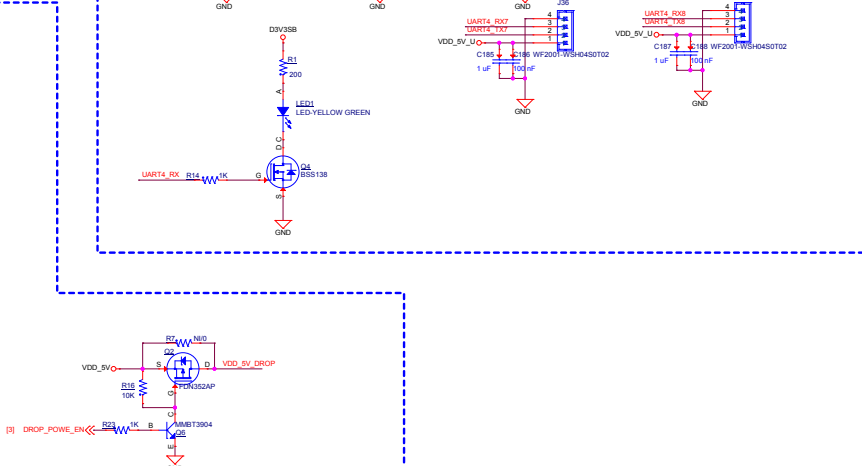 GND
GND
GND
J36
UART4_RX7
UART4_TX7
VDD_5V_U
4
3
2
1
C185
C186
WF2001-WSH04S0T02
1 uF
100 nF
GND
UART4_RX8
UART4_TX8
VDD_5V_U
4
3
2
1
C187
C188
WF2001-WSH04S0T02
1 uF
100 nF
GND
D3V3SB
R1
200
A
LED1
LED-YELLOW GREEN
C
D
UART4_RX
R14
1K
G
Q4
BSS138
S
GND
R7
NI/0
Q2
VDD_5V
S
D
VDD_5V_DROP
R16
10K
FDN352AP
G
C
[3]
DROP_POWE_EN
R23
1K
B
MMBT3904
Q6
E